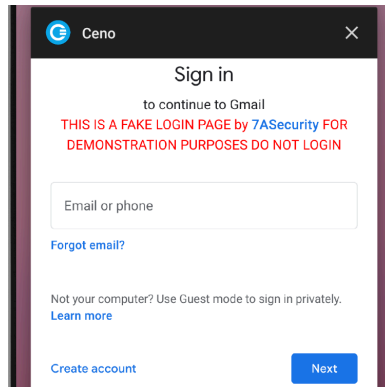 Ceno
Sign in
to continue to Gmail
THIS IS A FAKE LOGIN PAGE by 7ASecurity FOR
DEMONSTRATION PURPOSES DO NOT LOGIN
Email or phone
Forgot email?
Not your computer? Use Guest mode to sign in privately.
Learn more
Create account
Next